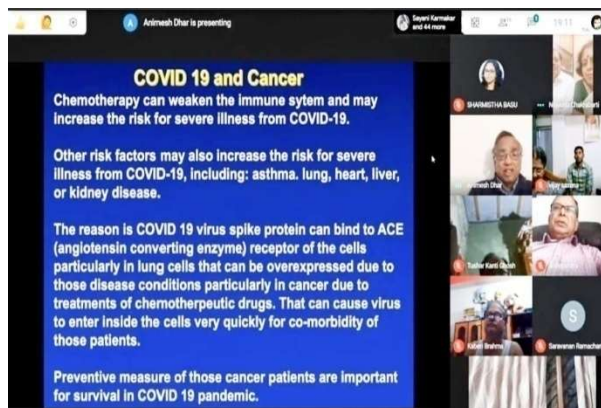 A Animesh Dhar is presenting
Sayani Karmakar
and 44 more
19:11
COVID 19 and Cancer
Chemotherapy can weaken the immune sytem and may
increase the risk for severe illness from COVID-19.
Other risk factors may also increase the risk for severe
illness from COVID-19, including: asthma. lung, heart, liver,
or kidney disease.
The reason is COVID 19 virus spike protein can bind to ACE
(angiotensin converting enzyme) receptor of the cells
particularly in lung cells that can be overexpressed due to
those disease conditions particularly in cancer due to
treatments of chemotherpeutic drugs. That can cause virus
to enter inside the cells very quickly for co-morbidity of
those patients.
Preventive measure of those cancer patients are important
for survival in COVID 19 pandemic.
SHARMISTHA BASU
Animesh Dhar
Tushar Kanti Ghosh
Kaberi Brahma
S
Saravanan Ramachan